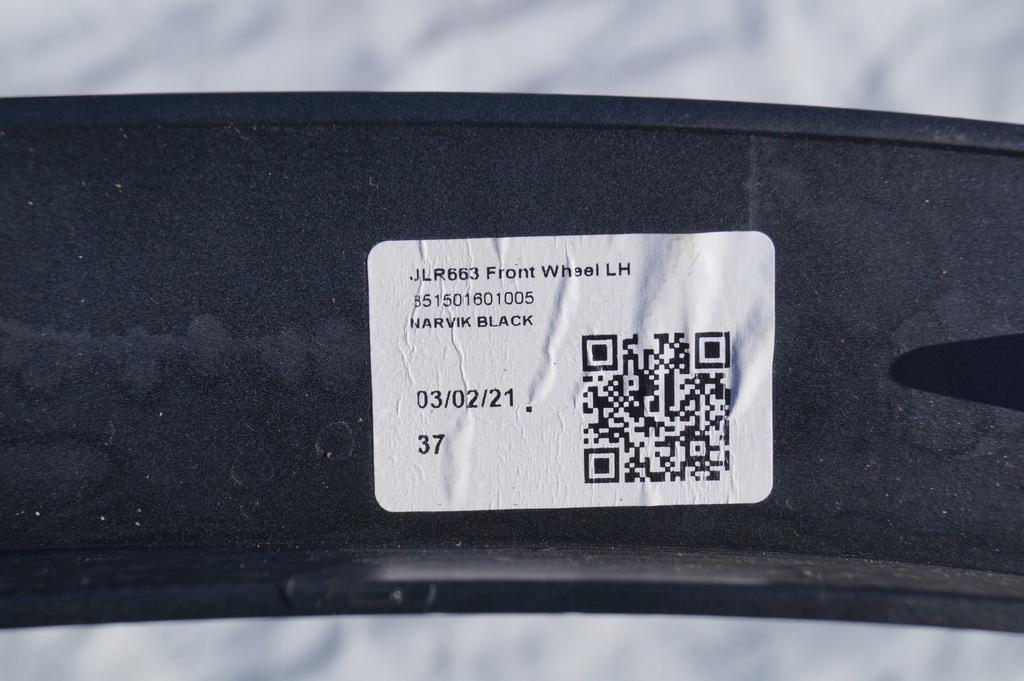 JLR663 Front Wheel LH
851501601005
NARVIK BLACK
03/02/21
37